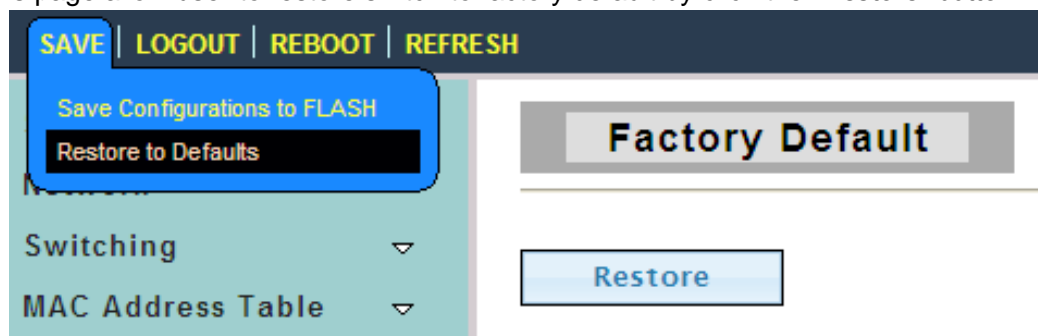 SAVE | LOGOUT | REBOOT | REFRESH
Save Configurations to FLASH
Restore to Defaults
Switching
MAC Address Table
Factory Default
Restore